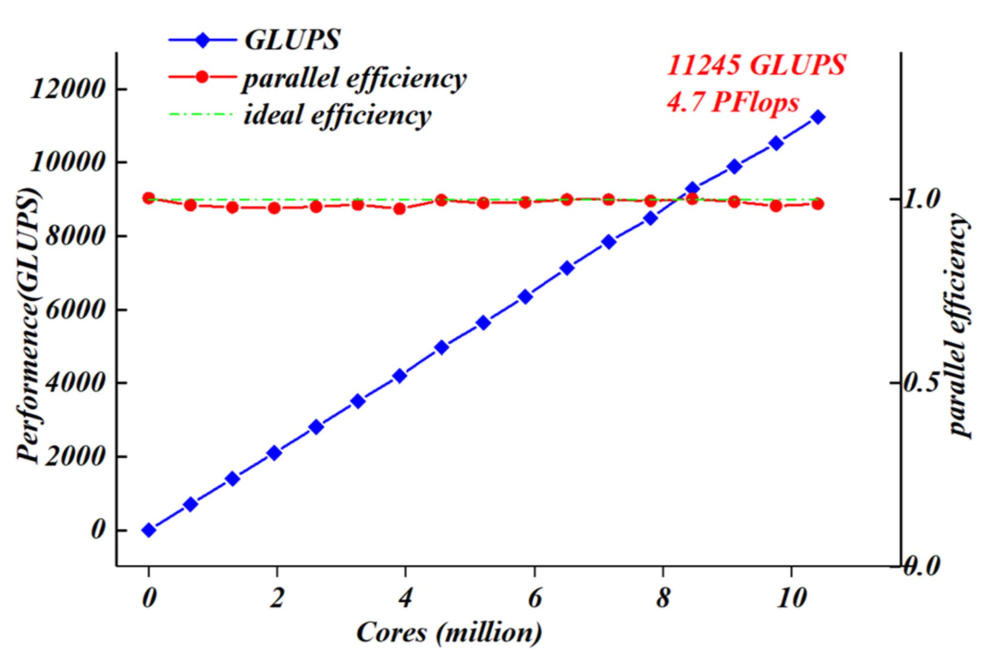 GLUPS
parallel efficiency
ideal efficiency
11245 GLUPS
4.7 PFlops
12000
10000
8000
6000
4000
2000
0
Performence(GLUPS)
1.0
0.5
0.0
parallel efficiency
0 2 4 6 8 10
Cores (million)